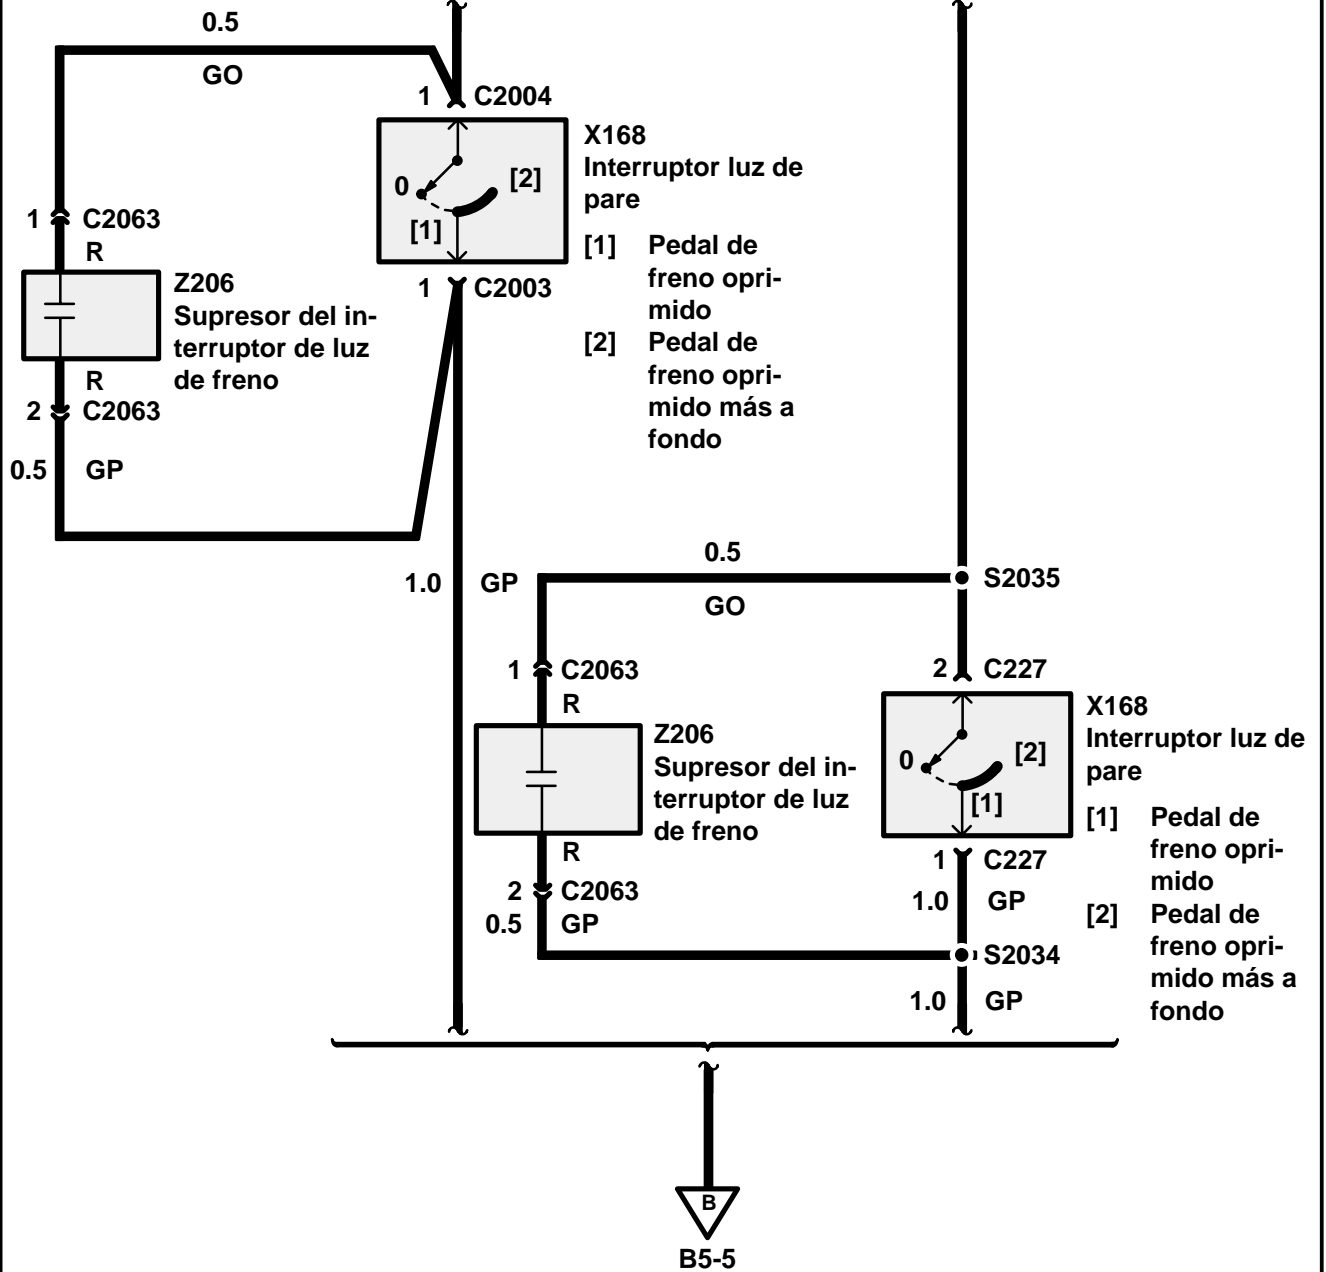 0.5
GO
1 C2004
X168
Interruptor luz de
pare
0
[2]
[1]
[1] Pedal de
freno opri-
mido
[2] Pedal de
freno opri-
mido más a
fondo
1 C2003
1 C2063
R
Z206
Supresor del in-
terruptor de luz
de freno
R
2 C2063
0.5 GP
1.0 GP
0.5
GO
S2035
1 C2063
R
Z206
Supresor del in-
terruptor de luz
de freno
R
2 C2063
0.5 GP
2 C227
X168
Interruptor luz de
pare
0
[2]
[1]
[1] Pedal de
freno opri-
mido
[2] Pedal de
freno opri-
mido más a
fondo
1 C227
1.0 GP
S2034
1.0 GP
B
B5-5